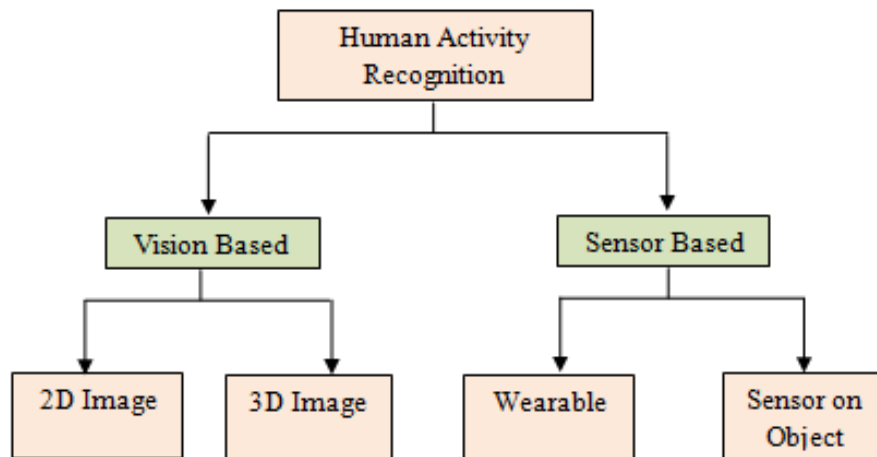 Human Activity
Recognition
Vision Based
Sensor Based
2D Image
3D Image
Wearable
Sensor on
Object